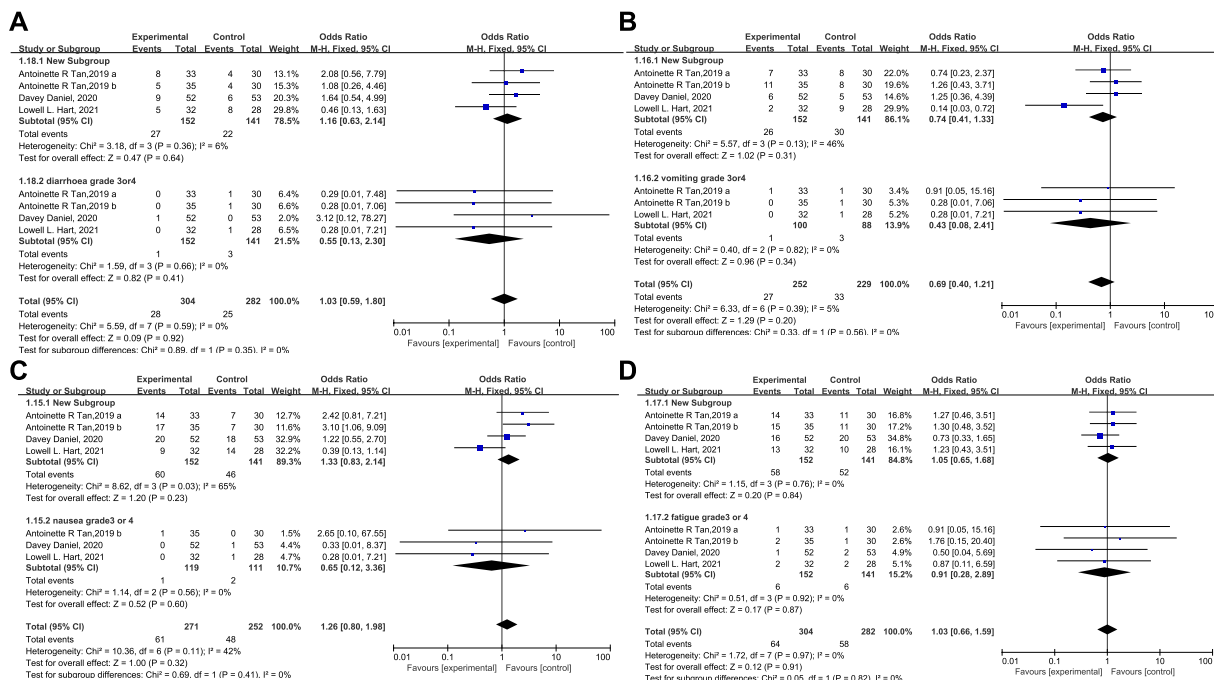 A
Experimental Control Odds Ratio Odds Ratio
Study or Subgroup Events Total Events Total Weight M-H, Fixed, 95% CI M-H, Fixed, 95% CI
1.18.1 New Subgroup
Antoinette R Tan,2019 a 8 33 4 30 13.1% 2.08 [0.56, 7.79]
Antoinette R Tan,2019 b 5 35 4 30 15.3% 1.08 [0.26, 4.46]
Davey Daniel, 2020 9 52 6 53 20.3% 1.64 [0.54, 4.99]
Lowell L. Hart, 2021 5 32 8 28 29.8% 0.46 [0.13, 1.63]
Subtotal (95% CI) 152 141 78.5% 1.16 [0.63, 2.14]
Total events 27 22
Heterogeneity: Chi² = 3.18, df = 3 (P = 0.36); I² = 6%
Test for overall effect: Z = 0.47 (P = 0.64)
1.18.2 diarrhoea grade 3or4
Antoinette R Tan,2019 a 0 33 1 30 6.4% 0.29 [0.01, 7.48]
Antoinette R Tan,2019 b 0 35 1 30 6.7% 0.28 [0.01, 7.06]
Davey Daniel, 2020 1 52 0 53 2.0% 3.12 [0.12, 78.27]
Lowell L. Hart, 2021 0 32 1 28 6.5% 0.28 [0.01, 7.21]
Subtotal (95% CI) 152 141 21.5% 0.55 [0.13, 2.30]
Total events 1 3
Heterogeneity: Chi² = 1.59, df = 3 (P = 0.66); I² = 0%
Test for overall effect: Z = 0.82 (P = 0.41)
Total (95% CI) 304 282 100.0% 1.03 [0.59, 1.80]
Total events 28 25
Heterogeneity: Chi² = 5.59, df = 7 (P = 0.59); I² = 0%
Test for overall effect: Z = 0.09 (P = 0.92)
Test for subgroup differences: Chi² = 0.89, df = 1 (P = 0.35), I² = 0%
0.01 0.1 1 10 100
Favours [experimental] Favours [control]
B
Experimental Control Odds Ratio Odds Ratio
Study or Subgroup Events Total Events Total Weight M-H, Fixed, 95% CI M-H, Fixed, 95% CI
1.16.1 New Subgroup
Antoinette R Tan,2019 a 7 33 8 30 22.0% 0.74 [0.23, 2.37]
Antoinette R Tan,2019 b 11 35 8 30 19.6% 1.26 [0.43, 3.71]
Davey Daniel, 2020 6 52 5 53 14.6% 1.25 [0.36, 4.39]
Lowell L. Hart, 2021 2 32 9 28 30.0% 0.14 [0.03, 0.72]
Subtotal (95% CI) 152 141 86.1% 0.74 [0.41, 1.33]
Total events 26 30
Heterogeneity: Chi² = 5.57, df = 3 (P = 0.13); I² = 46%
Test for overall effect: Z = 1.02 (P = 0.31)
1.16.2 vomiting grade 3or4
Antoinette R Tan,2019 a 1 33 1 30 3.4% 0.91 [0.05, 15.16]
Antoinette R Tan,2019 b 0 35 1 30 5.3% 0.28 [0.01, 7.06]
Lowell L. Hart, 2021 0 32 1 28 5.2% 0.28 [0.01, 7.21]
Subtotal (95% CI) 100 88 13.9% 0.43 [0.08, 2.41]
Total events 1 3
Heterogeneity: Chi² = 0.40, df = 2 (P = 0.82); I² = 0%
Test for overall effect: Z = 0.96 (P = 0.34)
Total (95% CI) 252 229 100.0% 0.69 [0.40, 1.21]
Total events 27 33
Heterogeneity: Chi² = 6.33, df = 6 (P = 0.39); I² = 5%
Test for overall effect: Z = 1.29 (P = 0.20)
Test for subgroup differences: Chi² = 0.33, df = 1 (P = 0.56), I² = 0%
0.01 0.1 1 10 100
Favours [experimental] Favours [control]
C
Experimental Control Odds Ratio Odds Ratio
Study or Subgroup Events Total Events Total Weight M-H, Fixed, 95% CI M-H, Fixed, 95% CI
1.15.1 New Subgroup
Antoinette R Tan,2019 a 14 33 7 30 12.7% 2.42 [0.81, 7.21]
Antoinette R Tan,2019 b 17 35 7 30 11.6% 3.10 [1.06, 9.09]
Davey Daniel, 2020 20 52 18 53 32.9% 1.22 [0.55, 2.70]
Lowell L. Hart, 2021 9 32 14 28 32.1% 0.39 [0.13, 1.14]
Subtotal (95% CI) 152 141 89.3% 1.33 [0.83, 2.14]
Total events 60 46
Heterogeneity: Chi² = 8.62, df = 3 (P = 0.03); I² = 65%
Test for overall effect: Z = 1.20 (P = 0.23)
1.15.2 nausea grade3 or 4
Antoinette R Tan,2019 b 1 35 0 30 1.5% 2.65 [0.10, 67.55]
Davey Daniel, 2020 0 52 1 53 4.4% 0.33 [0.01, 8.37]
Lowell L. Hart, 2021 0 32 1 28 4.7% 0.28 [0.01, 7.21]
Subtotal (95% CI) 119 111 10.7% 0.65 [0.12, 3.36]
Total events 1 2
Heterogeneity: Chi² = 1.14, df = 2 (P = 0.56); I² = 0%
Test for overall effect: Z = 0.52 (P = 0.60)
Total (95% CI) 271 252 100.0% 1.26 [0.80, 1.98]
Total events 61 48
Heterogeneity: Chi² = 10.36, df = 6 (P = 0.11); I² = 42%
Test for overall effect: Z = 1.00 (P = 0.32)
Test for subgroup differences: Chi² = 0.69, df = 1 (P = 0.41), I² = 0%
0.01 0.1 1 10 100
Favours [experimental] Favours [control]
D
Experimental Control Odds Ratio Odds Ratio
Study or Subgroup Events Total Events Total Weight M-H, Fixed, 95% CI M-H, Fixed, 95% CI
1.17.1 New Subgroup
Antoinette R Tan,2019 a 14 33 11 30 16.8% 1.27 [0.46, 3.51]
Antoinette R Tan,2019 b 15 35 11 30 17.1% 1.30 [0.48, 3.52]
Davey Daniel, 2020 16 52 20 53 34.8% 0.73 [0.33, 1.65]
Lowell L. Hart, 2021 13 32 10 28 16.1% 1.23 [0.43, 3.51]
Subtotal (95% CI) 152 141 84.8% 1.05 [0.65, 1.68]
Total events 58 52
Heterogeneity: Chi² = 1.15, df = 3 (P = 0.76); I² = 0%
Test for overall effect: Z = 0.20 (P = 0.84)
1.17.2 fatigue grade3 or 4
Antoinette R Tan,2019 a 1 33 1 30 2.6% 0.91 [0.05, 15.16]
Antoinette R Tan,2019 b 2 35 1 30 2.6% 1.76 [0.15, 20.40]
Davey Daniel, 2020 1 52 2 53 4.9% 0.50 [0.04, 5.69]
Lowell L. Hart, 2021 2 32 2 28 5.1% 0.87 [0.11, 6.59]
Subtotal (95% CI) 152 141 15.2% 0.91 [0.28, 2.89]
Total events 6 6
Heterogeneity: Chi² = 0.51, df = 3 (P = 0.92); I² = 0%
Test for overall effect: Z = 0.17 (P = 0.87)
Total (95% CI) 304 282 100.0% 1.03 [0.66, 1.59]
Total events 64 58
Heterogeneity: Chi² = 1.72, df = 7 (P = 0.97); I² = 0%
Test for overall effect: Z = 0.12 (P = 0.91)
Test for subgroup differences: Chi² = 0.05, df = 1 (P = 0.82), I² = 0%
0.01 0.1 1 10 100
Favours [experimental] Favours [control]